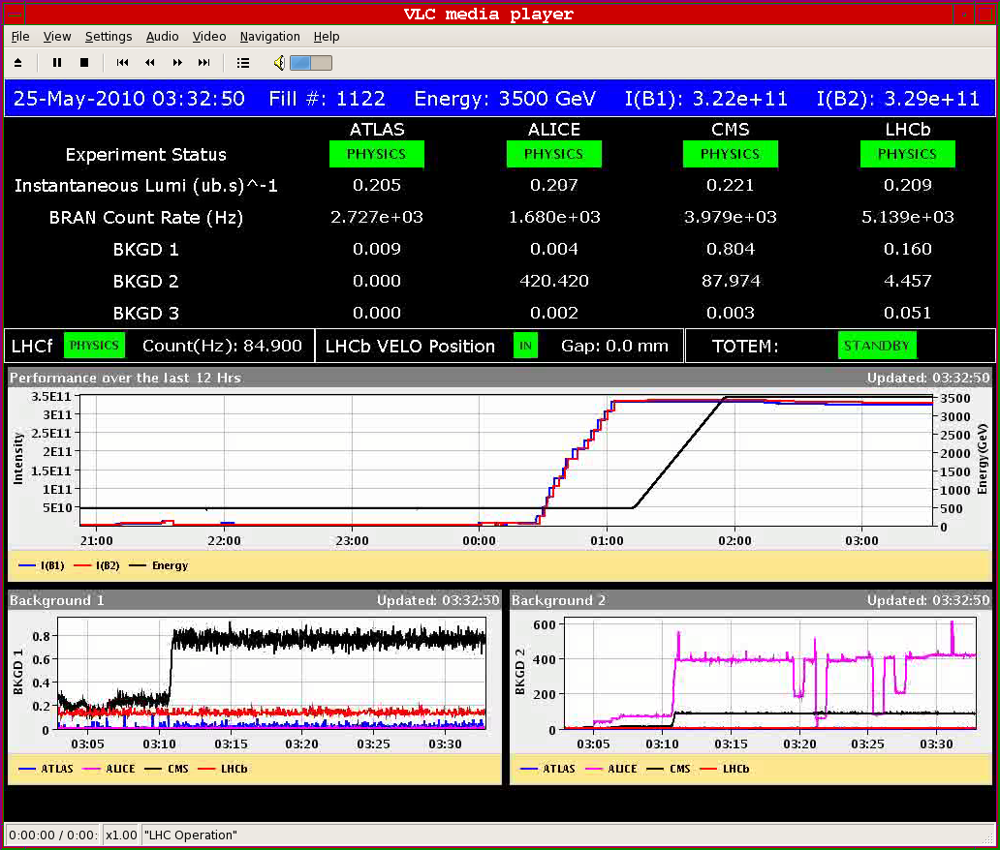 VLC media player
File View Settings Audio Video Navigation Help
25-May-2010 03:32:50 Fill #: 1122 Energy: 3500 GeV I(B1): 3.22e+11 I(B2): 3.29e+11
ATLAS ALICE CMS LHCb
Experiment Status PHYSICS PHYSICS PHYSICS PHYSICS
Instantaneous Lumi (ub.s)^-1 0.205 0.207 0.221 0.209
BRAN Count Rate (Hz) 2.727e+03 1.680e+03 3.979e+03 5.139e+03
BKGD 1 0.009 0.004 0.804 0.160
BKGD 2 0.000 420.420 87.974 4.457
BKGD 3 0.000 0.002 0.003 0.051
LHCf PHYSICS Count(Hz): 84.900 LHCb VELO Position IN Gap: 0.0 mm TOTEM: STANDBY
Performance over the last 12 Hrs Updated: 03:32:50
Intensity
3.5E11
3E11
2.5E11
2E11
1.5E11
1E11
5E10
3500
3000
2500
2000
1500
1000
500
0
Energy(GeV)
21:00 22:00 23:00 00:00 01:00 02:00 03:00
I(B1) I(B2) Energy
Background 1 Updated: 03:32:50
BKGD 1
0.8
0.6
0.4
0.2
0
03:05 03:10 03:15 03:20 03:25 03:30
ATLAS ALICE CMS LHCb
Background 2 Updated: 03:32:50
BKGD 2
600
400
200
0
03:05 03:10 03:15 03:20 03:25 03:30
ATLAS ALICE CMS LHCb
0:00:00 / 0:00: x1.00 "LHC Operation"